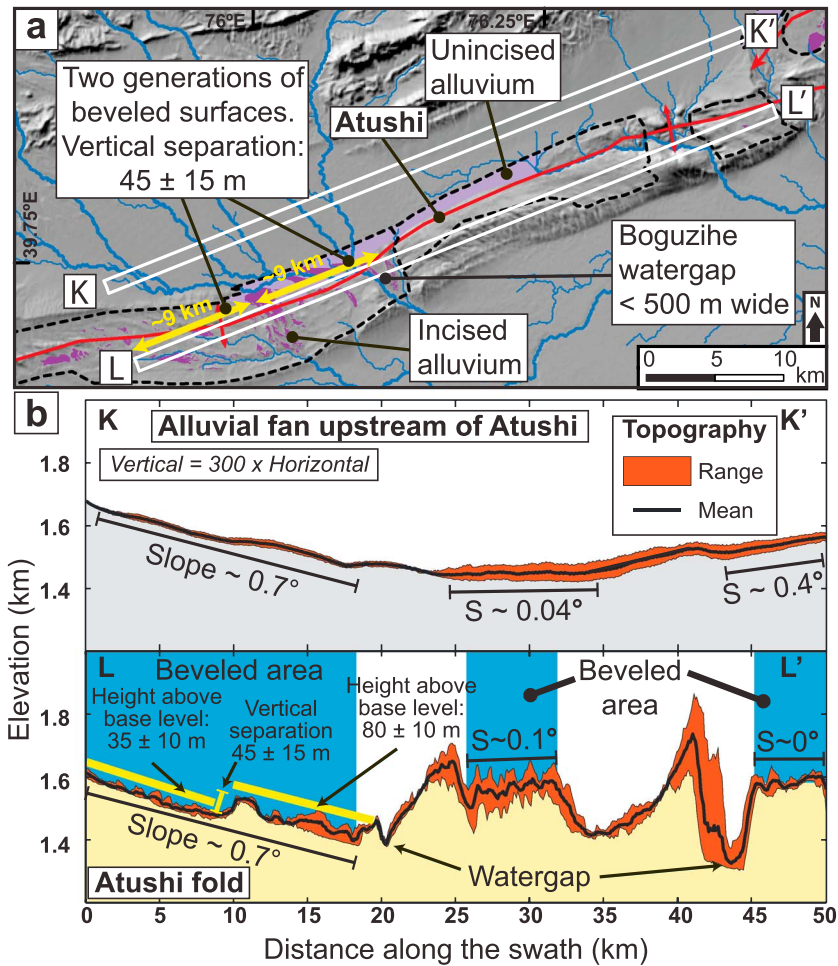 a
76°E
76.25°E
K'
Unincised
alluvium
Two generations of
beveled surfaces.
Vertical separation:
45 ± 15 m
Atushi
L'
39.75°E
K
~9 km
~9 km
Boguzihe
watergap
< 500 m wide
N
L
Incised
alluvium
0 5 10
km
b
K
Alluvial fan upstream of Atushi
K'
Vertical = 300 x Horizontal
Topography
Range
Mean
1.8
1.6
1.4
Slope ~ 0.7°
S ~ 0.04°
S ~ 0.4°
Elevation (km)
L
Beveled area
L'
Height above
base level:
35 ± 10 m
Vertical
separation
45 ± 15 m
Height above
base level:
80 ± 10 m
Beveled
area
S~0.1°
S~0°
1.8
1.6
1.4
Slope ~ 0.7°
Watergap
Atushi fold
0 5 10 15 20 25 30 35 40 45 50
Distance along the swath (km)